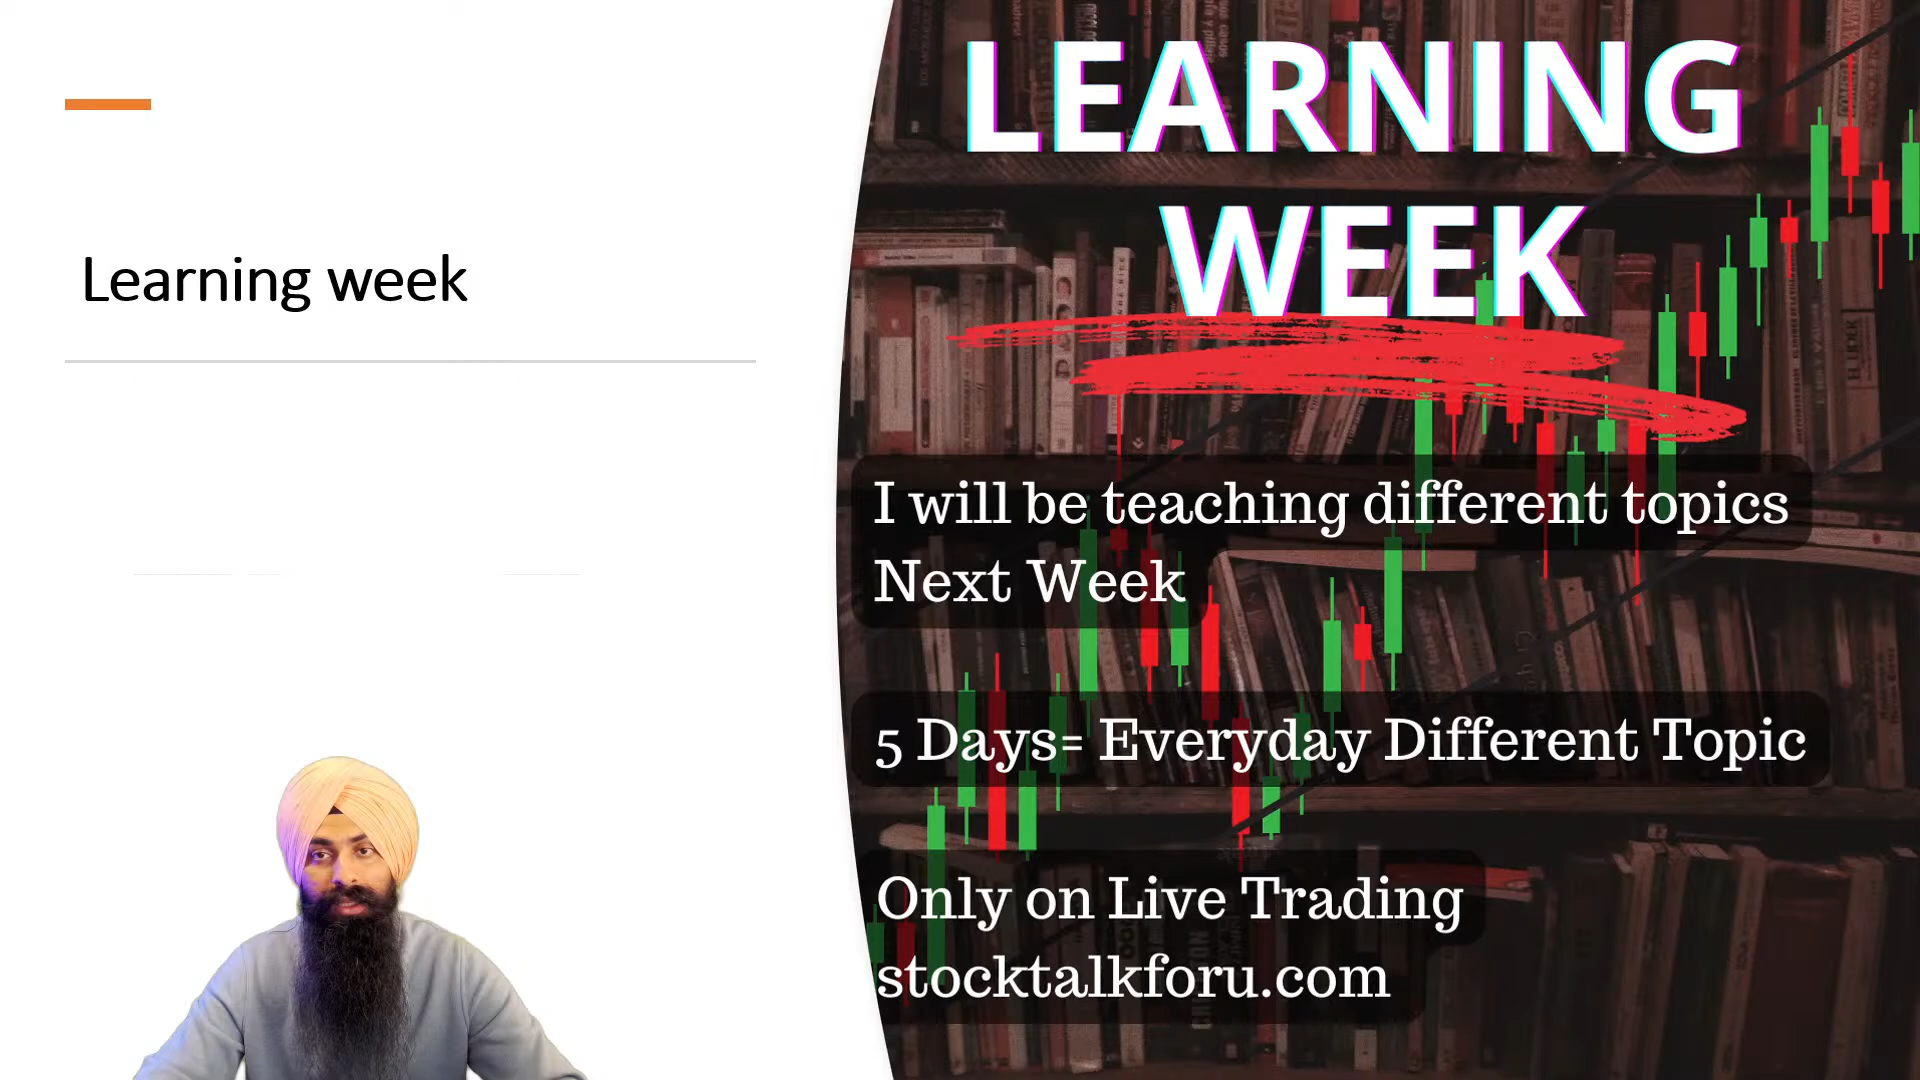 Learning week
LEARNING
WEEK
I will be teaching different topics
Next Week
5 Days= Everyday Different Topic
Only on Live Trading
stocktalkforu.com